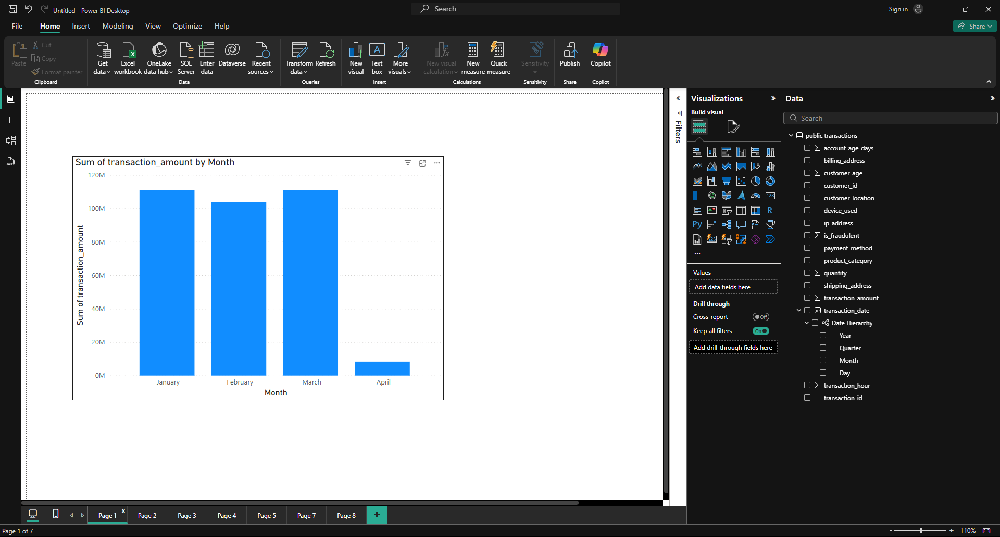 Untitled - Power BI Desktop
Search
Sign in
File
Home
Insert
Modeling
View
Optimize
Help
Share
Paste
Cut
Copy
Format painter
Clipboard
Get data
Excel workbook
OneLake data hub
SQL Server
Enter data
Dataverse
Recent sources
Data
Transform data
Refresh
Queries
New visual
Text box
More visuals
Insert
New visual calculation
New measure
Quick measure
Calculations
Sensitivity
Sensitivity
Publish
Share
Copilot
Copilot
Sum of transaction_amount by Month
120M
100M
80M
60M
40M
20M
0M
Sum of transaction_amount
January
February
March
April
Month
Filters
Visualizations
Build visual
123
R
Py
123
Values
Add data fields here
Drill through
Cross-report
Off
Keep all filters
On
Add drill-through fields here
Data
Search
public transactions
account_age_days
billing_address
customer_age
customer_id
customer_location
device_used
ip_address
is_fraudulent
payment_method
product_category
quantity
shipping_address
transaction_amount
transaction_date
Date Hierarchy
Year
Quarter
Month
Day
transaction_hour
transaction_id
DAX
Page 1
Page 2
Page 3
Page 4
Page 5
Page 7
Page 8
Page 1 of 7
110%